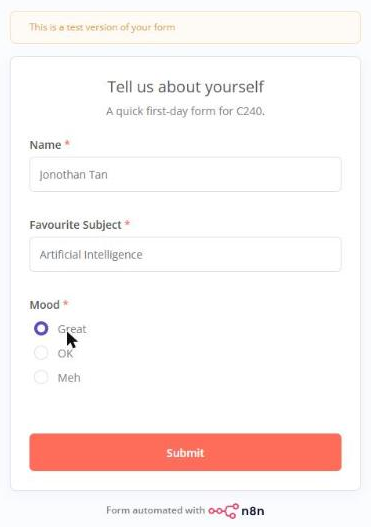 This is a test version of your form
Tell us about yourself
A quick first-day form for C240.
Name *
Jonothan Tan
Favourite Subject *
Artificial Intelligence
Mood *
Great
OK
Meh
Submit
Form automated with n8n